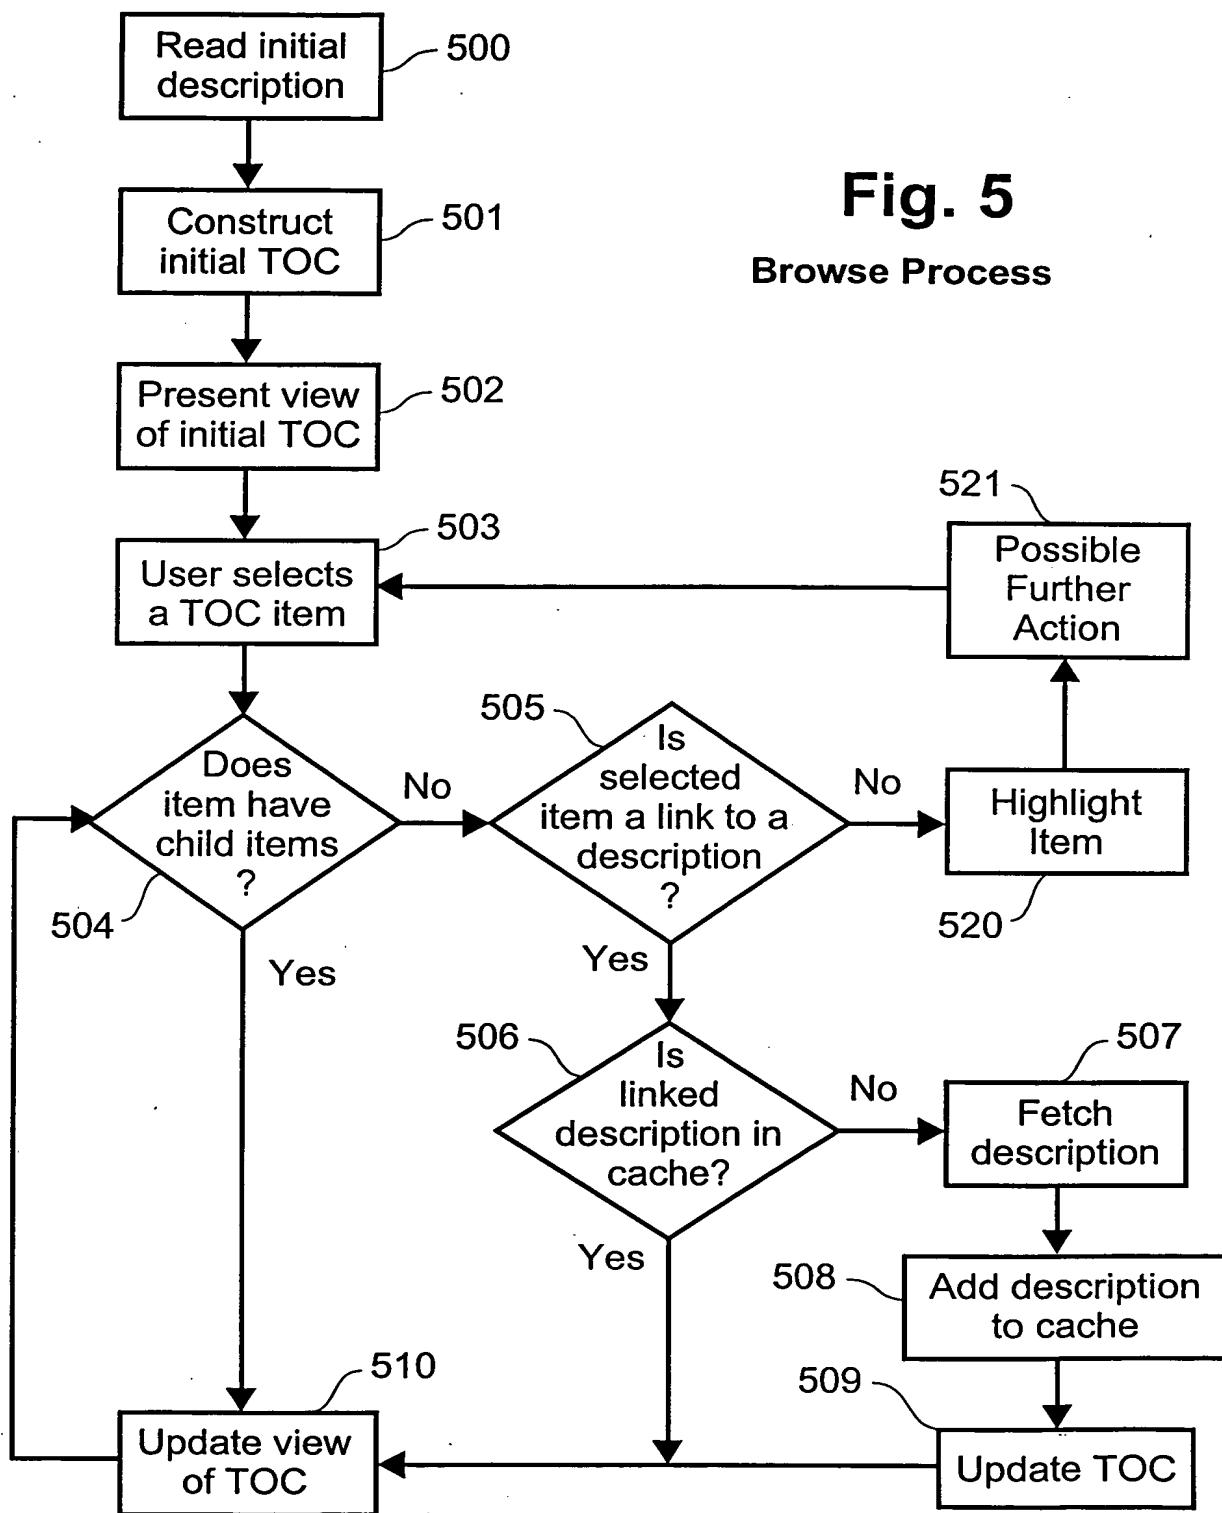 Read initial
description
500
Fig. 5
Browse Process
Construct
initial TOC
501
Present view
of initial TOC
502
User selects
a TOC item
503
521
Possible
Further
Action
Does
item have
child items
?
504
No
Yes
505
Is
selected
item a link to a
description
?
No
Yes
Highlight
Item
520
506
Is
linked
description in
cache?
No
Yes
507
Fetch
description
508
Add description
to cache
509
Update TOC
510
Update view
of TOC